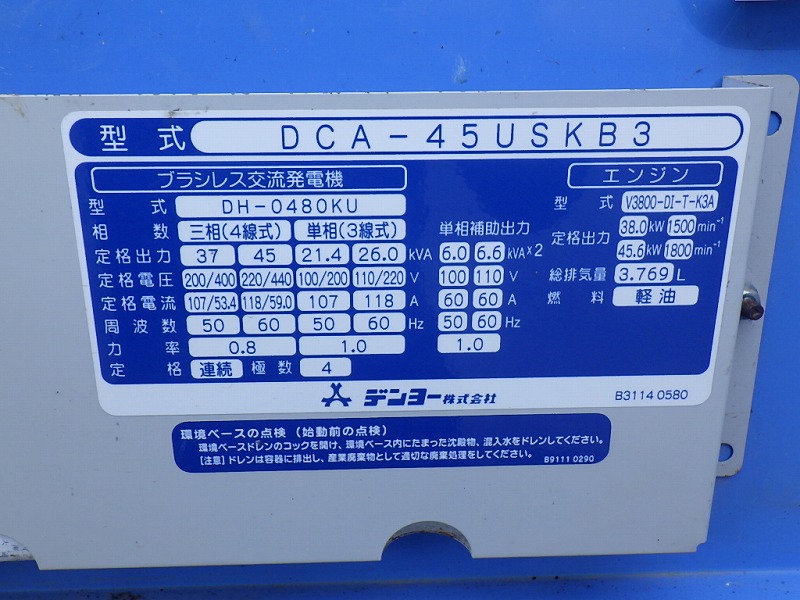 型式 DCA-45USKB3
ブラシレス交流発電機 エンジン
型式 DH-0480KU 型式 V3800-DI-T-K3A
相数 三相(4線式) 単相(3線式) 単相補助出力 定格出力 38.0 kW 1500 min⁻¹
定格出力 37 45 21.4 26.0 kVA 6.0 6.6 kVA×2 45.6 kW 1800 min⁻¹
定格電圧 200/400 220/440 100/200 110/220 V 100 110 V 総排気量 3.769 L
定格電流 107/53.4 118/59.0 107 118 A 60 60 A 燃料 軽油
周波数 50 60 50 60 Hz 50 60 Hz
力率 0.8 1.0 1.0
定格 連続 極数 4
デンヨー株式会社 B3114 0580
環境ベースの点検 (始動前の点検)
環境ベースドレンのコックを開け、環境ベース内にたまった沈殿物、混入水をドレンしてください。
[注意] ドレンは容器に排出し、産業廃棄物として適切な廃棄処理をしてください。 B9111 0290